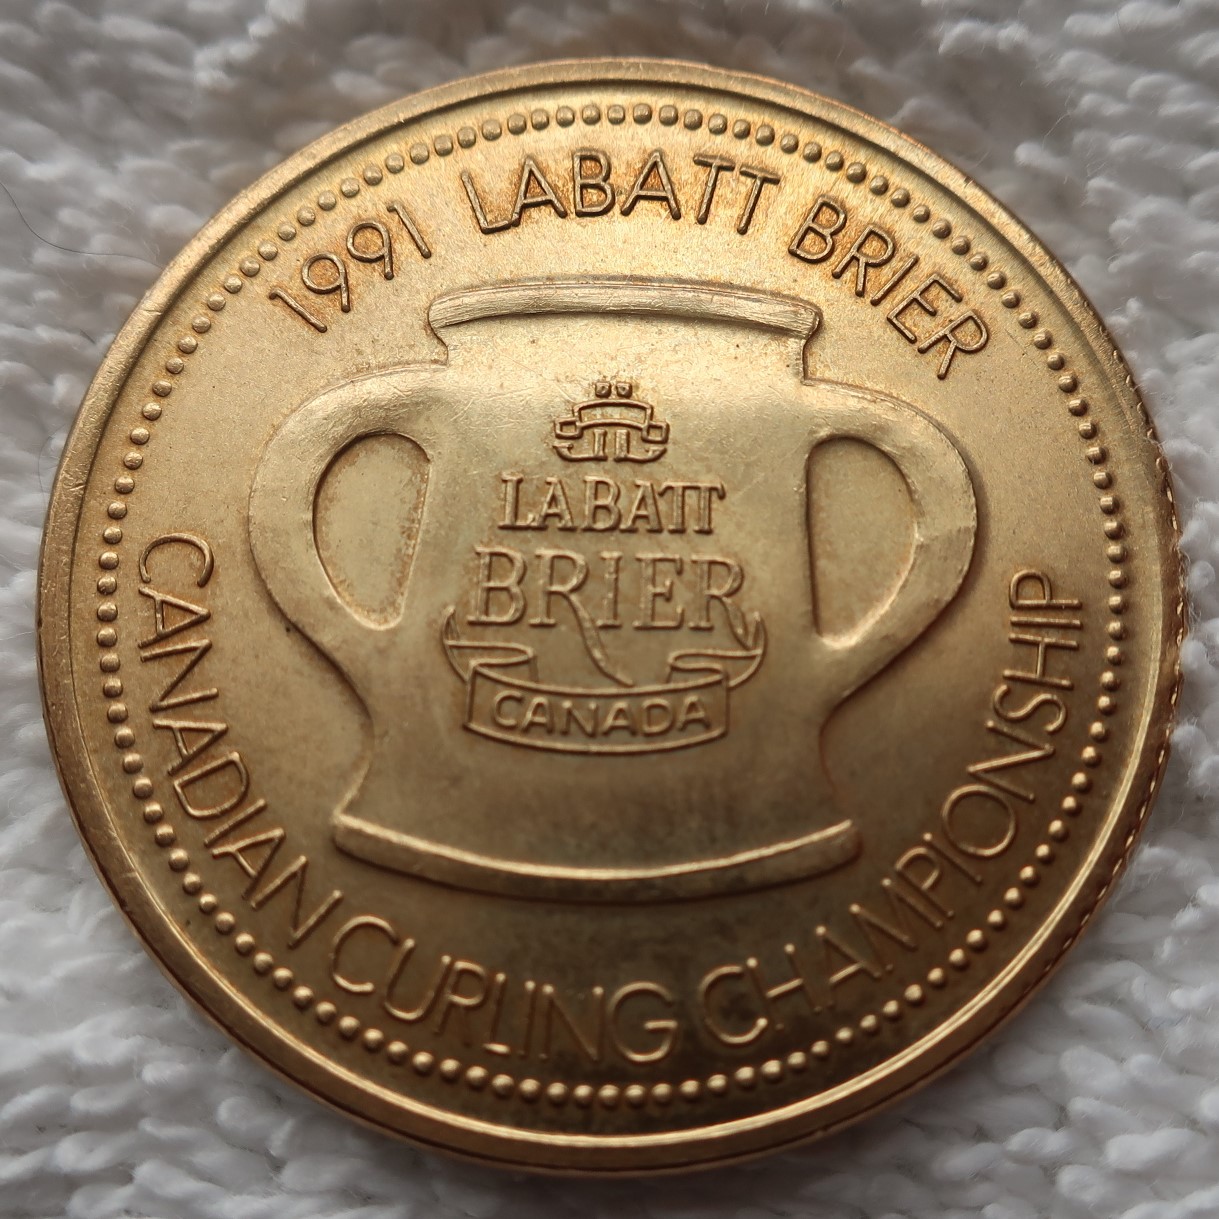 1991 LABATT BRIER
LABATT
BRIER
CANADA
CANADIAN CURLING CHAMPIONSHIP